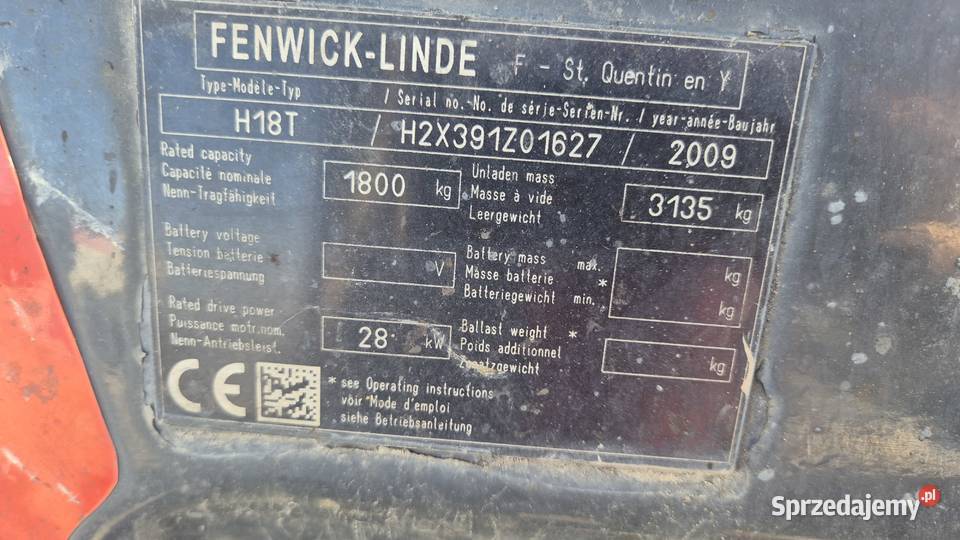 FENWICK-LINDE F - St. Quentin en Y
Type-Modèle-Typ / Serial no.-No. de série-Serien-Nr. / year-année-Baujahr
H18T / H2X391Z01627 / 2009
Rated capacity
Capacité nominale
Nenn-Tragfähigkeit
1800 kg
Unladen mass
Masse à vide
Leergewicht
3135 kg
Battery voltage
Tension batterie
Batteriespannung
V
Battery mass max.
Masse batterie *
Batteriegewicht min.
kg
kg
Rated drive power
Puissance motr.nom.
Nenn-Antriebsleist.
28 kW
Ballast weight *
Poids additionnel
Zusatzgewicht
kg
CE
* see Operating instructions
voir Mode d'emploi
siehe Betriebsanleitung
Sprzedajemy.pl